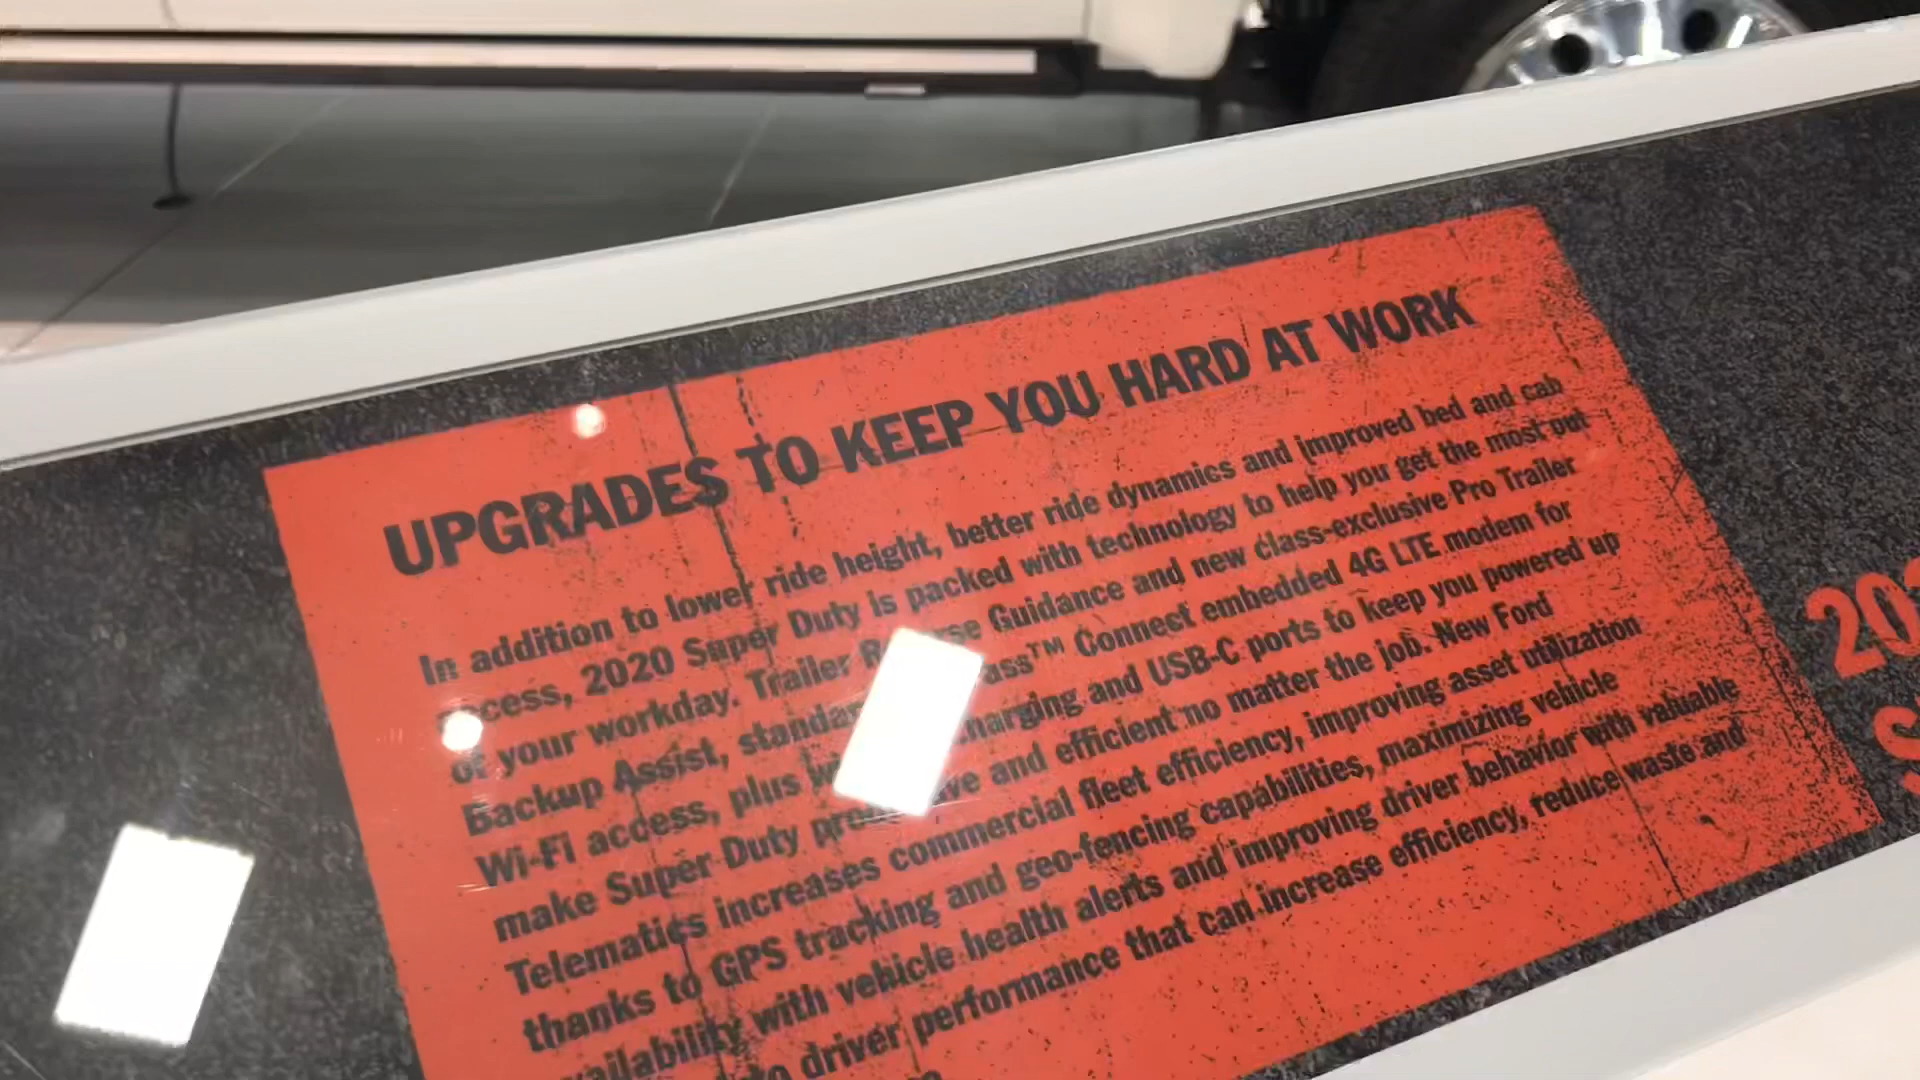 UPGRADES TO KEEP YOU HARD AT WORK
In addition to lower ride height, better ride dynamics and improved bed and cab
access, 2020 Super Duty is packed with technology to help you get the most out
of your workday. Trailer Guidance and new class-exclusive Pro Trailer
Backup Assist, Connect embedded 4G LTE modem for
Wi-Fi access, plus charging and USB-C ports to keep you powered up
make Super Duty and efficient no matter the job. New Ford
Telematics increases commercial fleet efficiency, improving asset utilization
thanks to GPS tracking and geo-fencing capabilities, maximizing vehicle
availability with vehicle health alerts and improving driver behavior with valuable
driver performance that can increase efficiency, reduce waste and